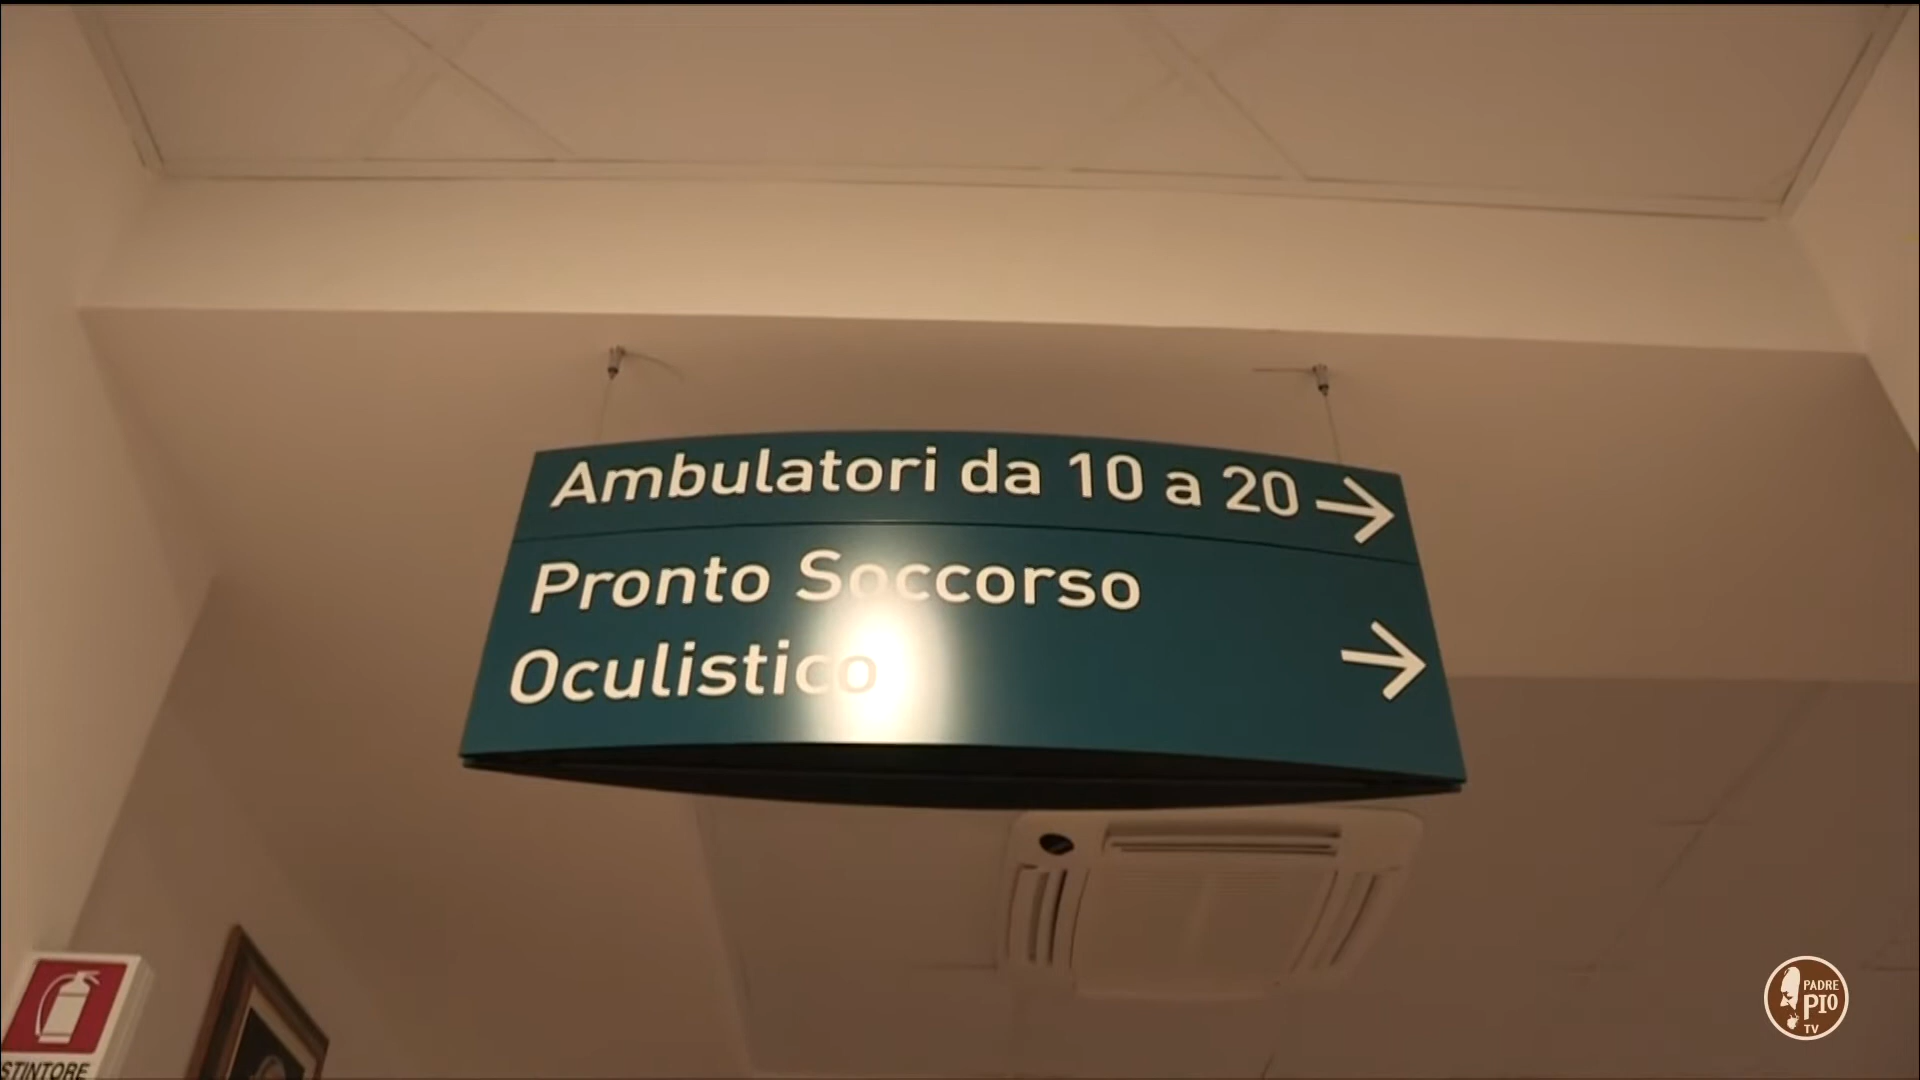 Ambulatori da 10 a 20
Pronto Soccorso
Oculistico
STINTORE
PADRE
PIO
TV